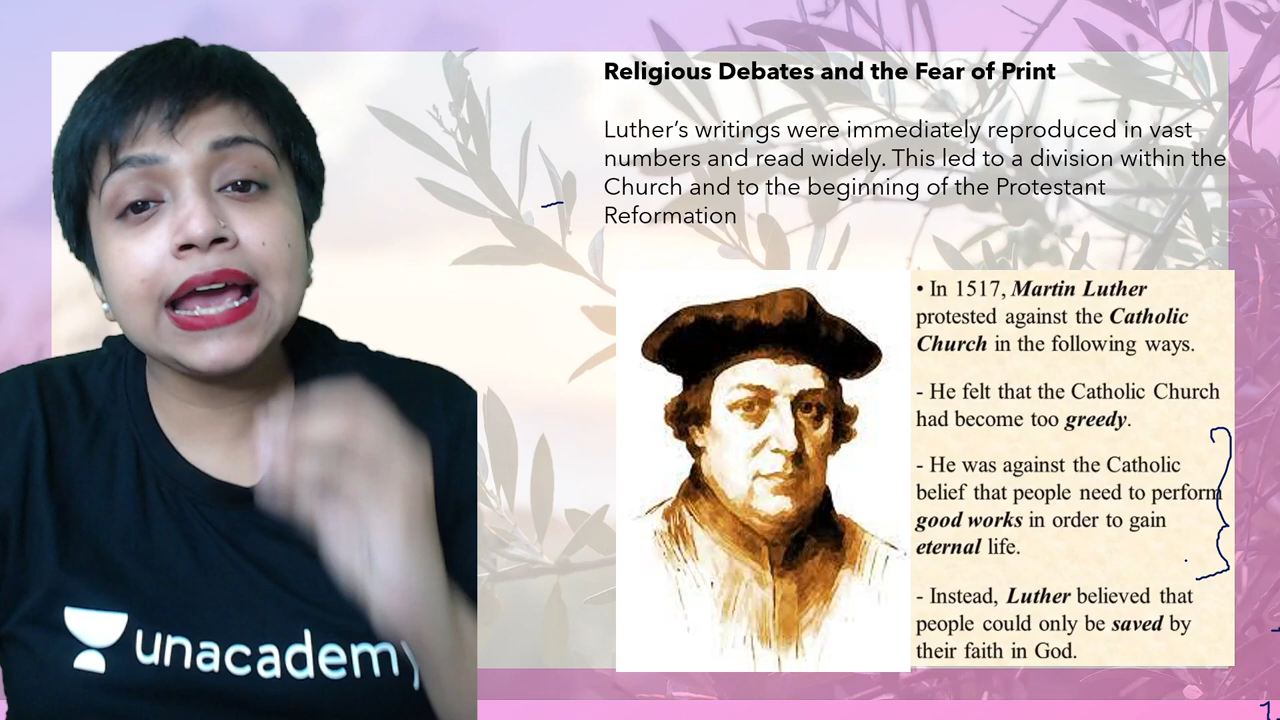 Religious Debates and the Fear of Print
Luther’s writings were immediately reproduced in vast
numbers and read widely. This led to a division within the
Church and to the beginning of the Protestant
Reformation
• In 1517, Martin Luther
protested against the Catholic
Church in the following ways.
- He felt that the Catholic Church
had become too greedy.
- He was against the Catholic
belief that people need to perform
good works in order to gain
eternal life.
- Instead, Luther believed that
people could only be saved by
their faith in God.
unacademy